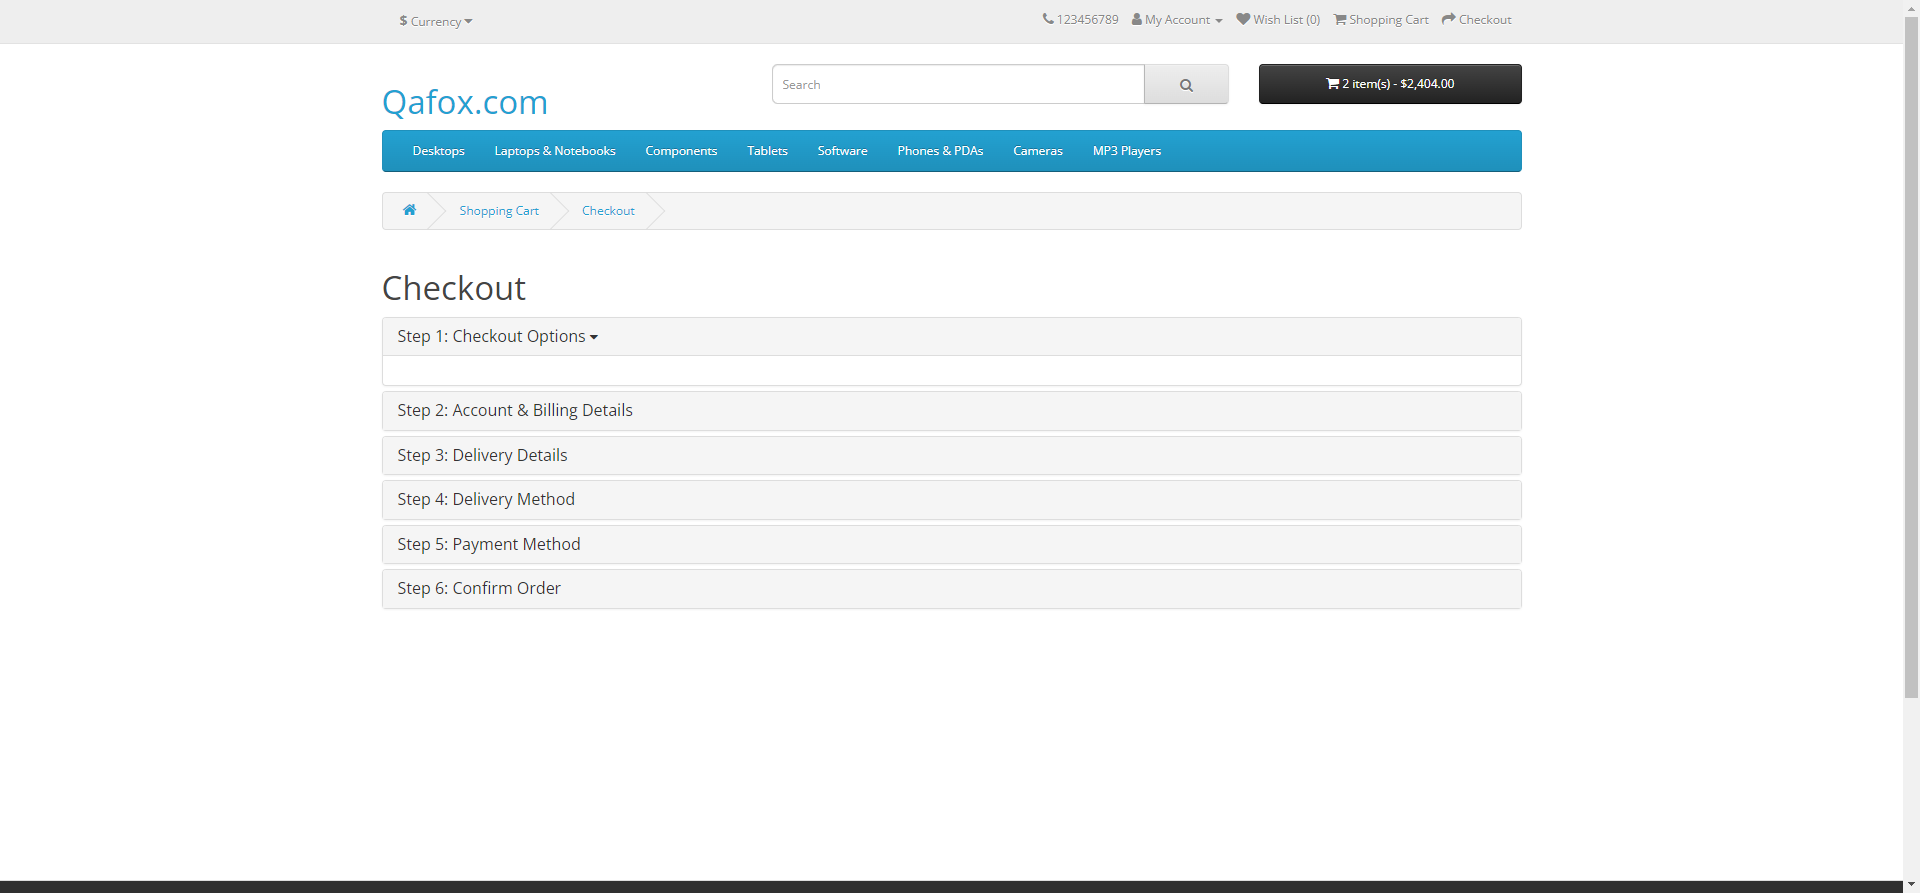 $ Currency
123456789 My Account Wish List (0) Shopping Cart Checkout
Qafox.com
Search
2 item(s) - $2,404.00
Desktops Laptops & Notebooks Components Tablets Software Phones & PDAs Cameras MP3 Players
Shopping Cart Checkout
Checkout
Step 1: Checkout Options
Step 2: Account & Billing Details
Step 3: Delivery Details
Step 4: Delivery Method
Step 5: Payment Method
Step 6: Confirm Order